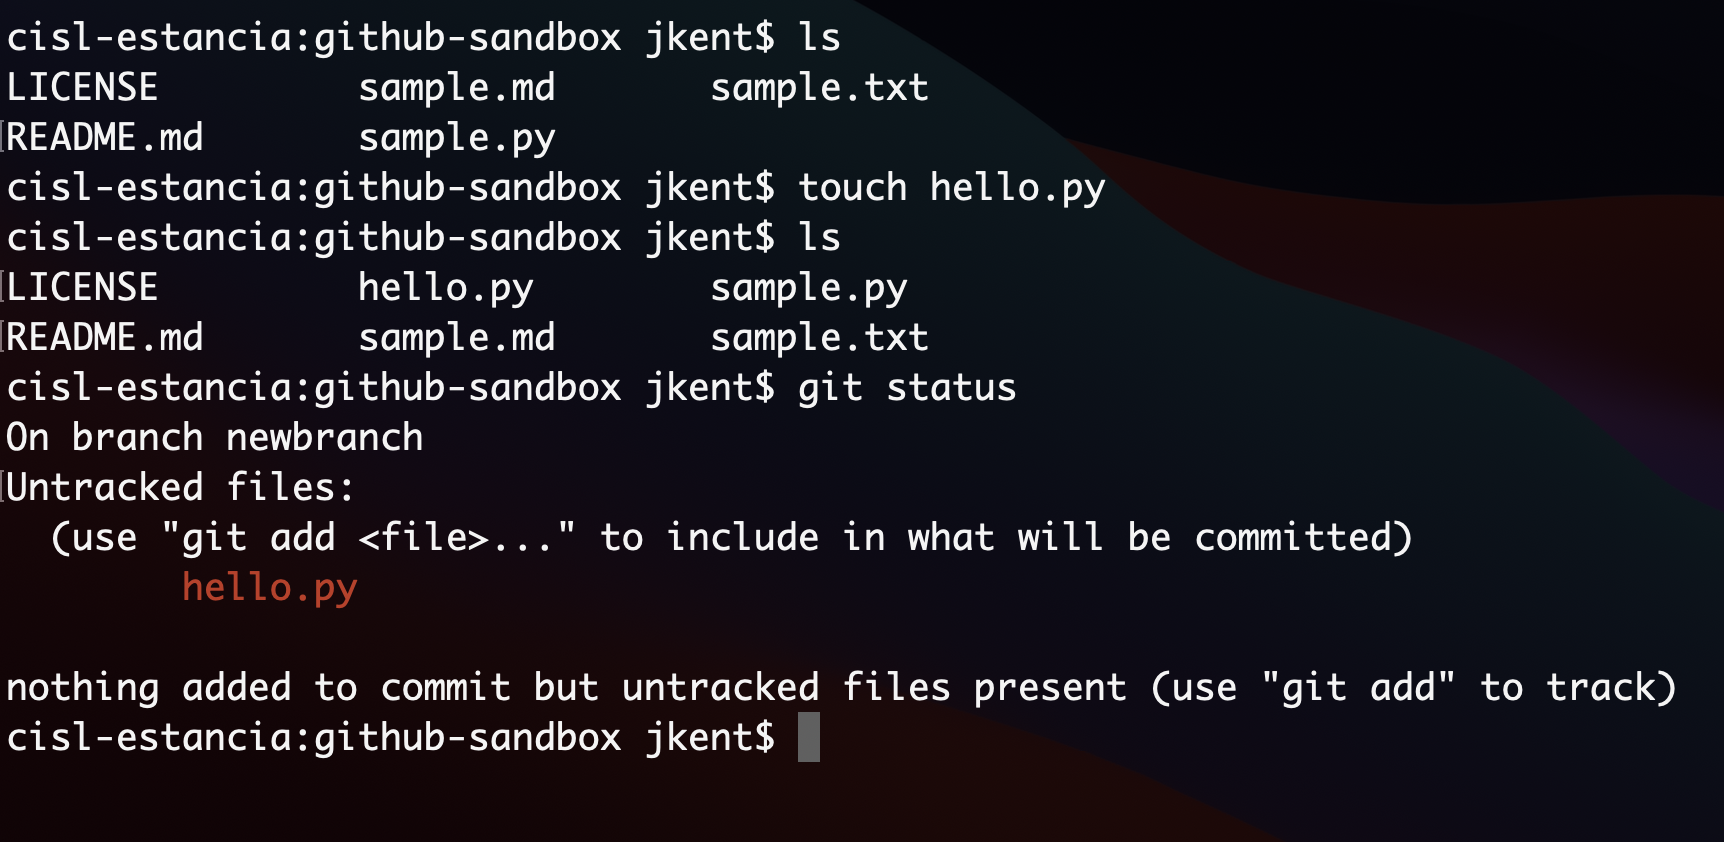 cisl-estancia:github-sandbox jkent$ ls
LICENSE         sample.md       sample.txt
README.md       sample.py
cisl-estancia:github-sandbox jkent$ touch hello.py
cisl-estancia:github-sandbox jkent$ ls
LICENSE         hello.py        sample.py
README.md       sample.md       sample.txt
cisl-estancia:github-sandbox jkent$ git status
On branch newbranch
Untracked files:
  (use "git add <file>..." to include in what will be committed)
        hello.py

nothing added to commit but untracked files present (use "git add" to track)
cisl-estancia:github-sandbox jkent$